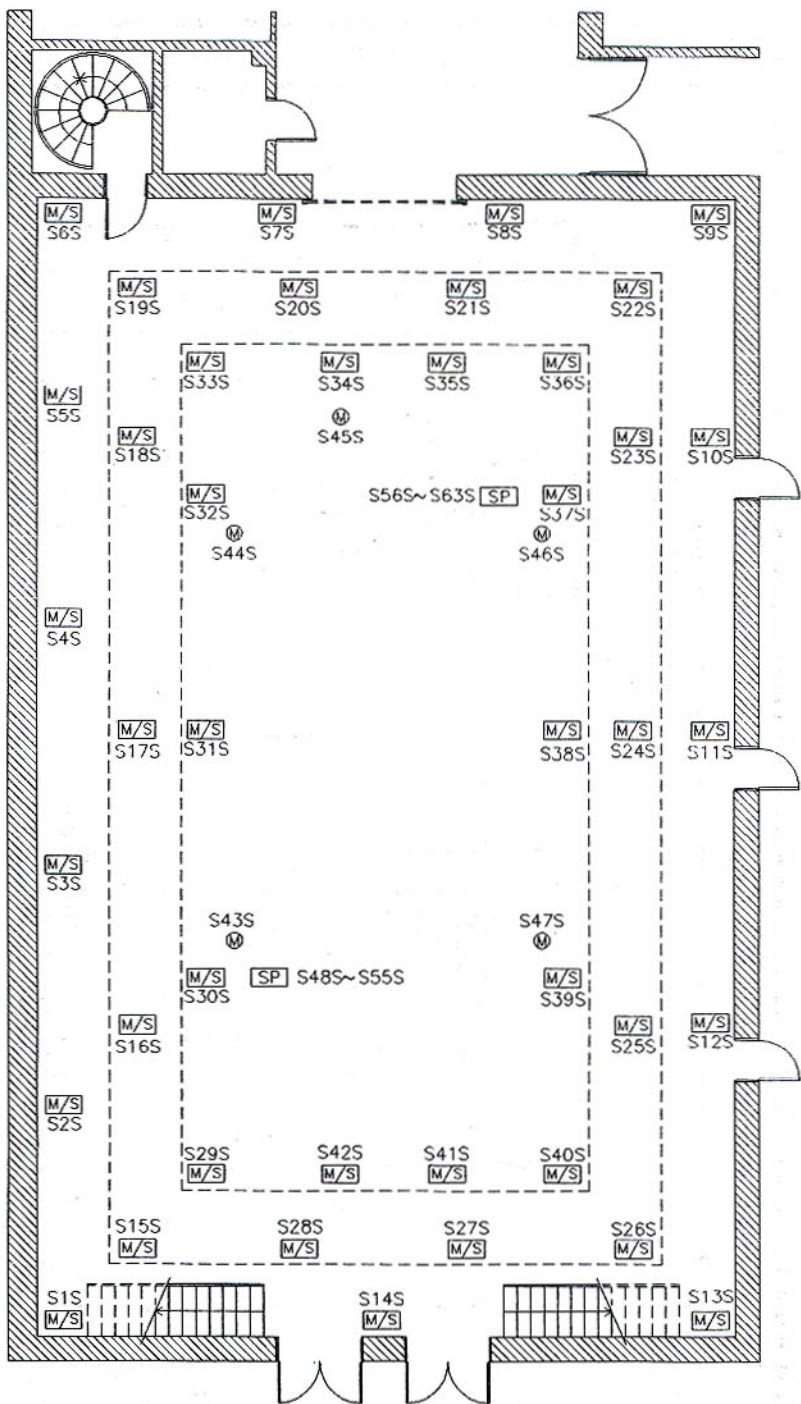 M/S M/S M/S M/S
S6S S7S S8S S9S
M/S M/S M/S M/S
S19S S20S S21S S22S
M/S M/S M/S M/S
S33S S34S S35S S36S
M/S
S5S
M
S45S
M/S M/S M/S
S18S S23S S10S
M/S S56S~S63S SP M/S
S32S S37S
M M
S44S S46S
M/S
S4S
M/S M/S M/S M/S M/S
S17S S31S S38S S24S S11S
M/S
S3S
S43S S47S
M M
M/S SP S48S~S55S M/S
S30S S39S
M/S M/S M/S
S16S S25S S12S
M/S
S2S
S29S S42S S41S S40S
M/S M/S M/S M/S
S15S S28S S27S S26S
M/S M/S M/S M/S
S1S S14S S13S
M/S M/S M/S